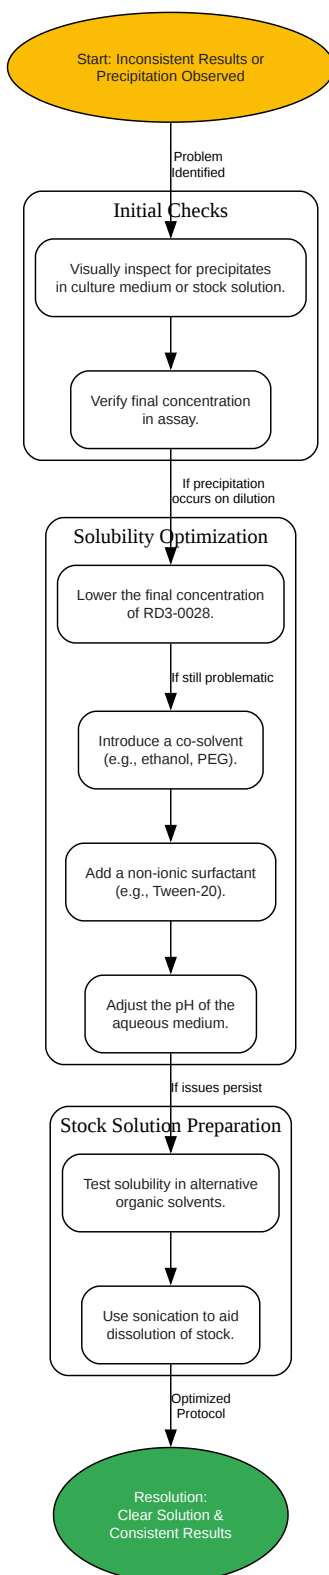 Start: Inconsistent Results or
Precipitation Observed
Problem
Identified
Initial Checks
Visually inspect for precipitates
in culture medium or stock solution.
Verify final concentration
in assay.
If precipitation
occurs on dilution
Solubility Optimization
Lower the final concentration
of RD3-0028.
If still problematic
Introduce a co-solvent
(e.g., ethanol, PEG).
Add a non-ionic surfactant
(e.g., Tween-20).
Adjust the pH of the
aqueous medium.
If issues persist
Stock Solution Preparation
Test solubility in alternative
organic solvents.
Use sonication to aid
dissolution of stock.
Optimized
Protocol
Resolution:
Clear Solution &
Consistent Results